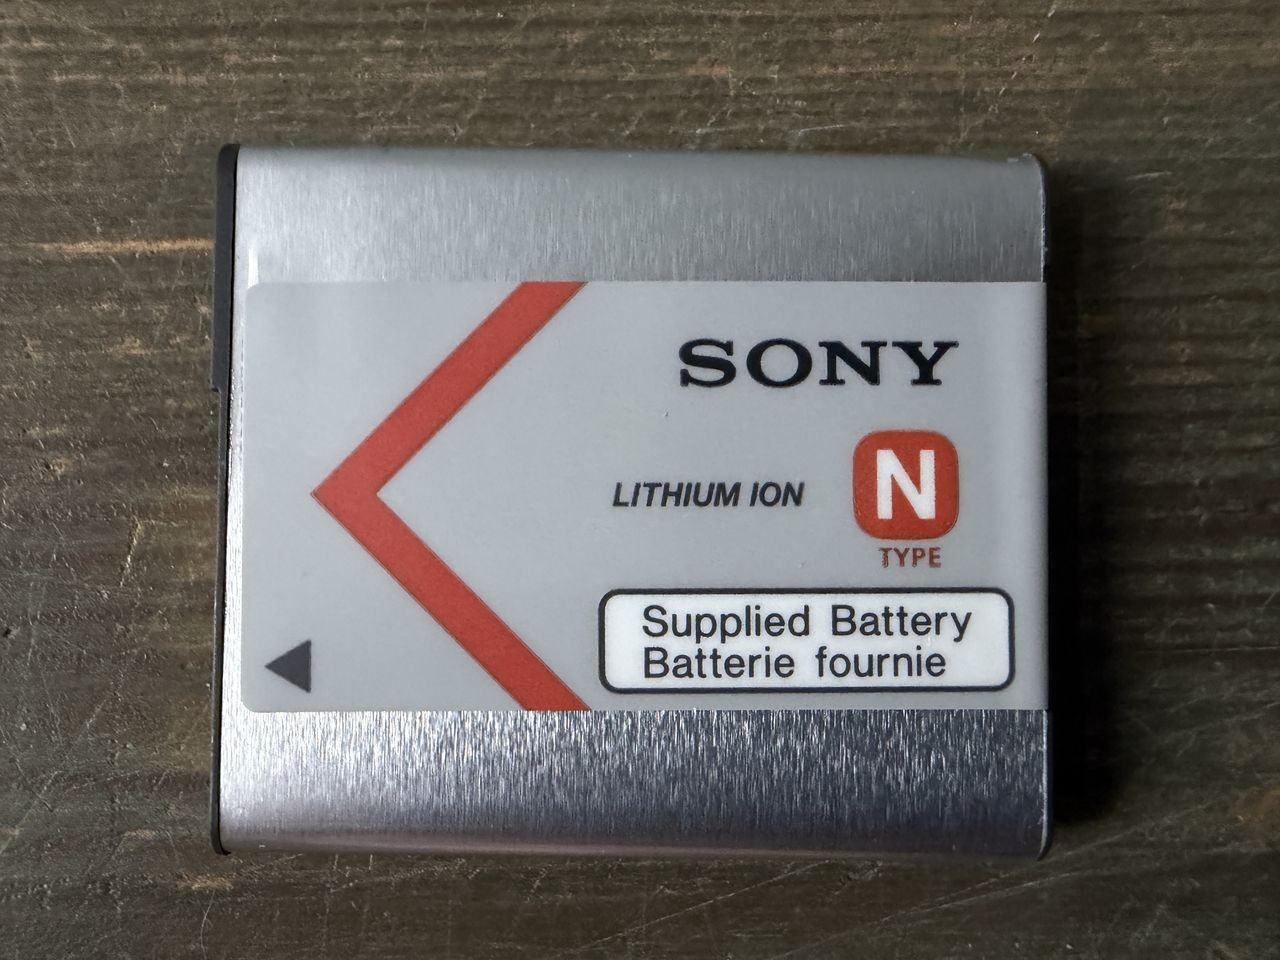 SONY
LITHIUM ION
N
TYPE
Supplied Battery
Batterie fournie